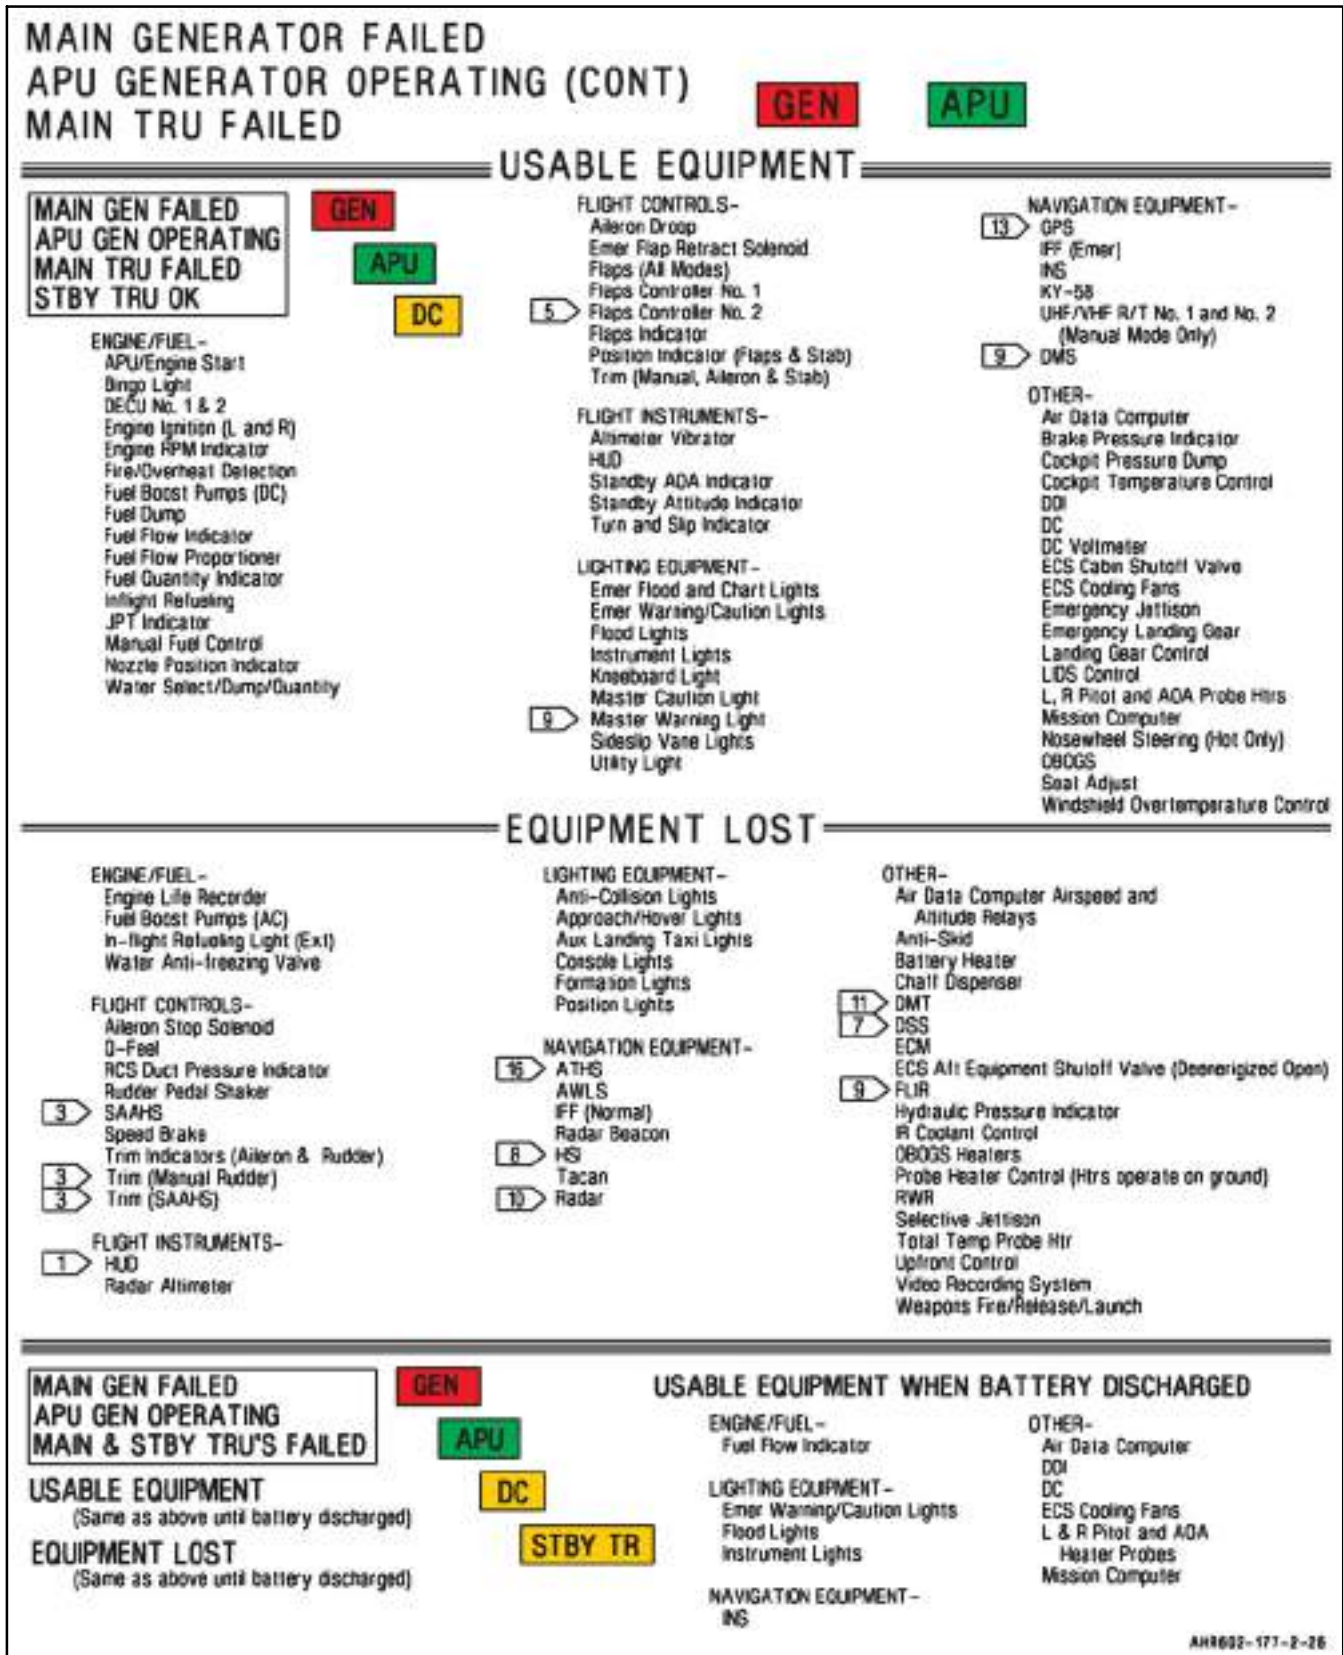 MAIN GENERATOR FAILED
APU GENERATOR OPERATING (CONT)
MAIN TRU FAILED
GEN
APU
USABLE EQUIPMENT
MAIN GEN FAILED
APU GEN OPERATING
MAIN TRU FAILED
STBY TRU OK
GEN
APU
DC
ENGINE/FUEL-
APU/Engine Start
Bingo Light
DECU No. 1 & 2
Engine Ignition (L and R)
Engine RPM Indicator
Fire/Overheat Detection
Fuel Boost Pumps (DC)
Fuel Dump
Fuel Flow Indicator
Fuel Flow Proportioner
Fuel Quantity Indicator
Inflight Refueling
JPT Indicator
Manual Fuel Control
Nozzle Position Indicator
Water Select/Dump/Quantity
FLIGHT CONTROLS-
Aileron Droop
Emer Flap Retract Solenoid
Flaps (All Modes)
Flaps Controller No. 1
5 Flaps Controller No. 2
Flaps Indicator
Position Indicator (Flaps & Stab)
Trim (Manual, Aileron & Stab)
FLIGHT INSTRUMENTS-
Altimeter Vibrator
HUD
Standby AOA Indicator
Standby Attitude Indicator
Turn and Slip Indicator
LIGHTING EQUIPMENT-
Emer Flood and Chart Lights
Emer Warning/Caution Lights
Flood Lights
Instrument Lights
Kneeboard Light
Master Caution Light
9 Master Warning Light
Sideslip Vane Lights
Utility Light
NAVIGATION EQUIPMENT-
13 GPS
IFF (Emer)
INS
KY-58
UHF/VHF R/T No. 1 and No. 2
(Manual Mode Only)
9 DMS
OTHER-
Air Data Computer
Brake Pressure Indicator
Cockpit Pressure Dump
Cockpit Temperature Control
DDI
DC
DC Voltmeter
ECS Cabin Shutoff Valve
ECS Cooling Fans
Emergency Jettison
Emergency Landing Gear
Landing Gear Control
LIDS Control
L, R Pitot and AOA Probe Htrs
Mission Computer
Nosewheel Steering (Hot Only)
OBOGS
Seat Adjust
Windshield Overtemperature Control
EQUIPMENT LOST
ENGINE/FUEL-
Engine Life Recorder
Fuel Boost Pumps (AC)
In-flight Refueling Light (Ext)
Water Anti-freezing Valve
FLIGHT CONTROLS-
Aileron Stop Solenoid
Q-Feel
RCS Duct Pressure Indicator
Rudder Pedal Shaker
3 SAAHS
Speed Brake
Trim Indicators (Aileron & Rudder)
3 Trim (Manual Rudder)
3 Trim (SAAHS)
FLIGHT INSTRUMENTS-
1 HUD
Radar Altimeter
LIGHTING EQUIPMENT-
Anti-Collision Lights
Approach/Hover Lights
Aux Landing Taxi Lights
Console Lights
Formation Lights
Position Lights
NAVIGATION EQUIPMENT-
16 ATHS
AWLS
IFF (Normal)
Radar Beacon
8 HSI
Tacan
10 Radar
OTHER-
Air Data Computer Airspeed and
Altitude Relays
Anti-Skid
Battery Heater
Chaff Dispenser
11 DMT
7 DSS
ECM
ECS Aft Equipment Shutoff Valve (Deenerigized Open)
9 FLIR
Hydraulic Pressure Indicator
IR Coolant Control
OBOGS Heaters
Probe Heater Control (Htrs operate on ground)
RWR
Selective Jettison
Total Temp Probe Htr
Upfront Control
Video Recording System
Weapons Fire/Release/Launch
MAIN GEN FAILED
APU GEN OPERATING
MAIN & STBY TRU'S FAILED
GEN
APU
DC
STBY TR
USABLE EQUIPMENT
(Same as above until battery discharged)
EQUIPMENT LOST
(Same as above until battery discharged)
USABLE EQUIPMENT WHEN BATTERY DISCHARGED
ENGINE/FUEL-
Fuel Flow Indicator
LIGHTING EQUIPMENT-
Emer Warning/Caution Lights
Flood Lights
Instrument Lights
NAVIGATION EQUIPMENT-
INS
OTHER-
Air Data Computer
DDI
DC
ECS Cooling Fans
L & R Pitot and AOA
Heater Probes
Mission Computer
AHR602-177-2-26